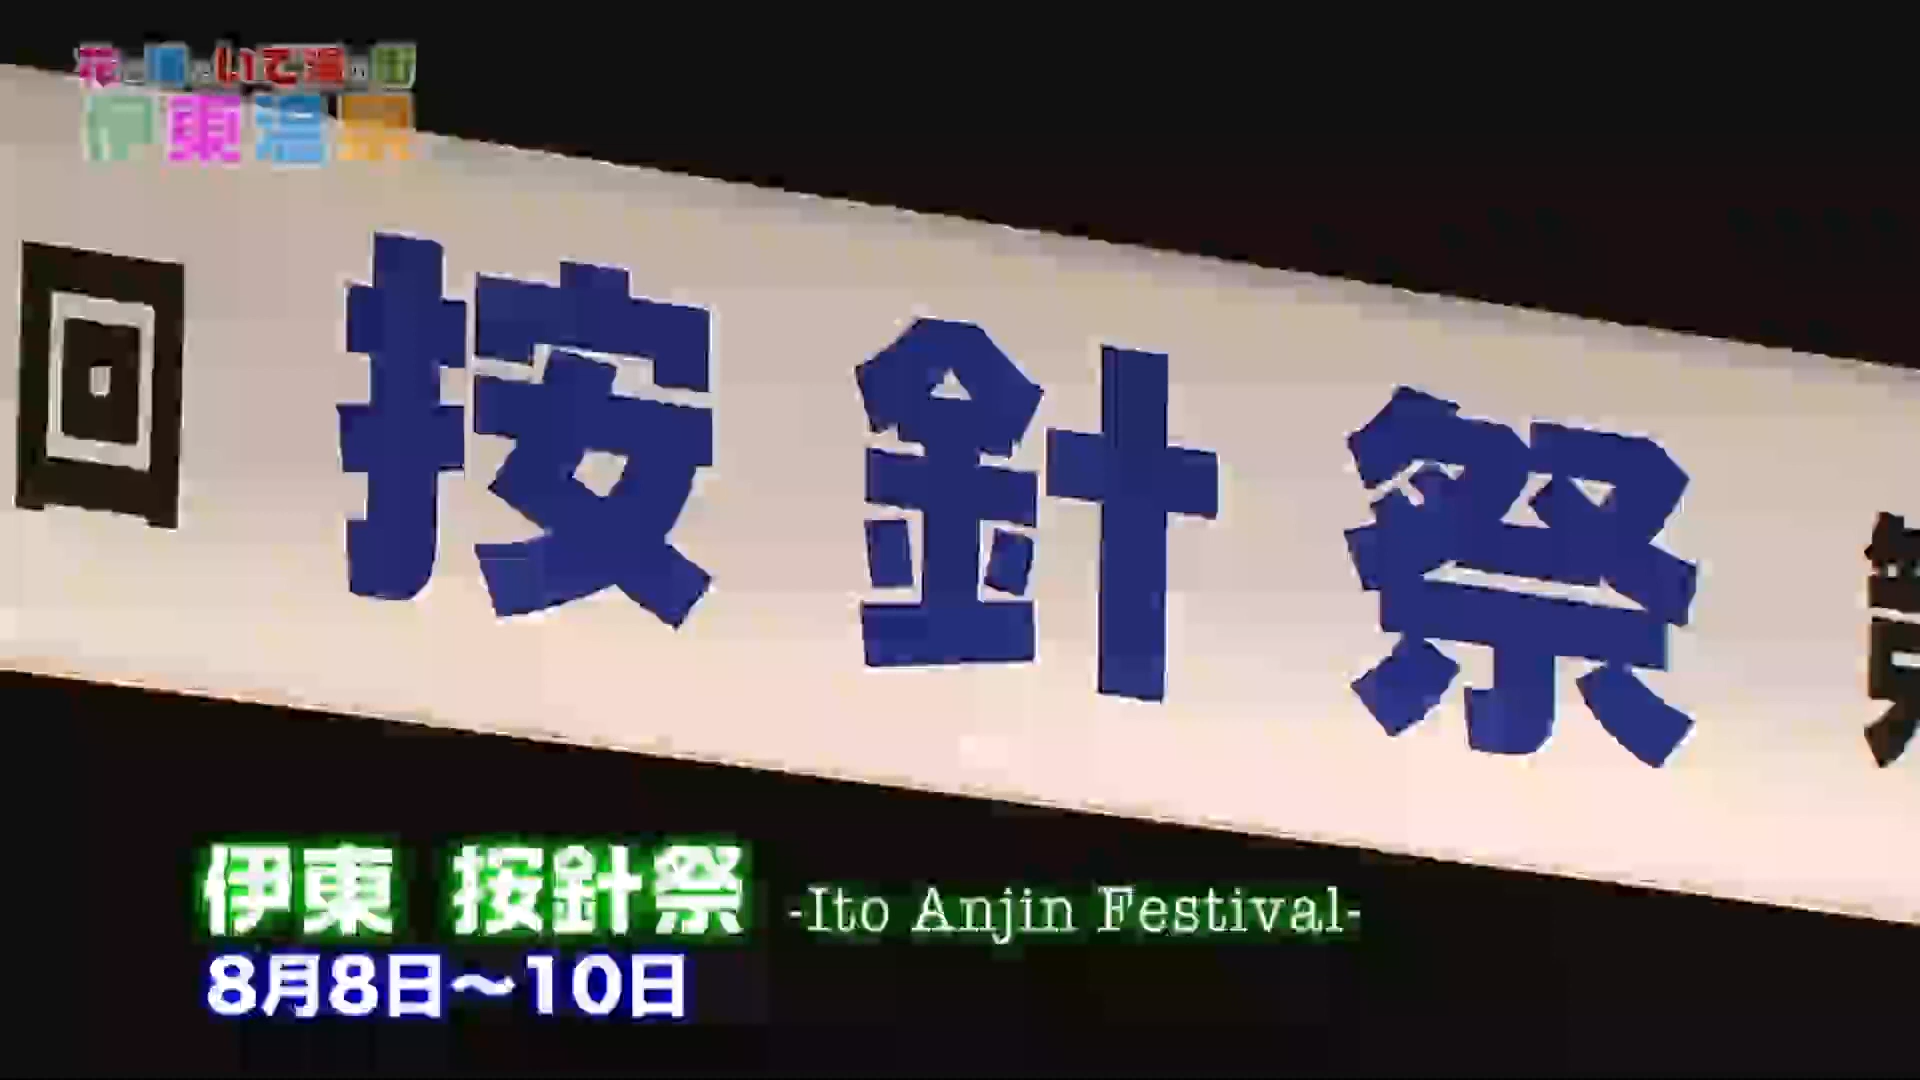 伊東温泉
回 按針祭
伊東 按針祭 -Ito Anjin Festival-
8月8日〜10日